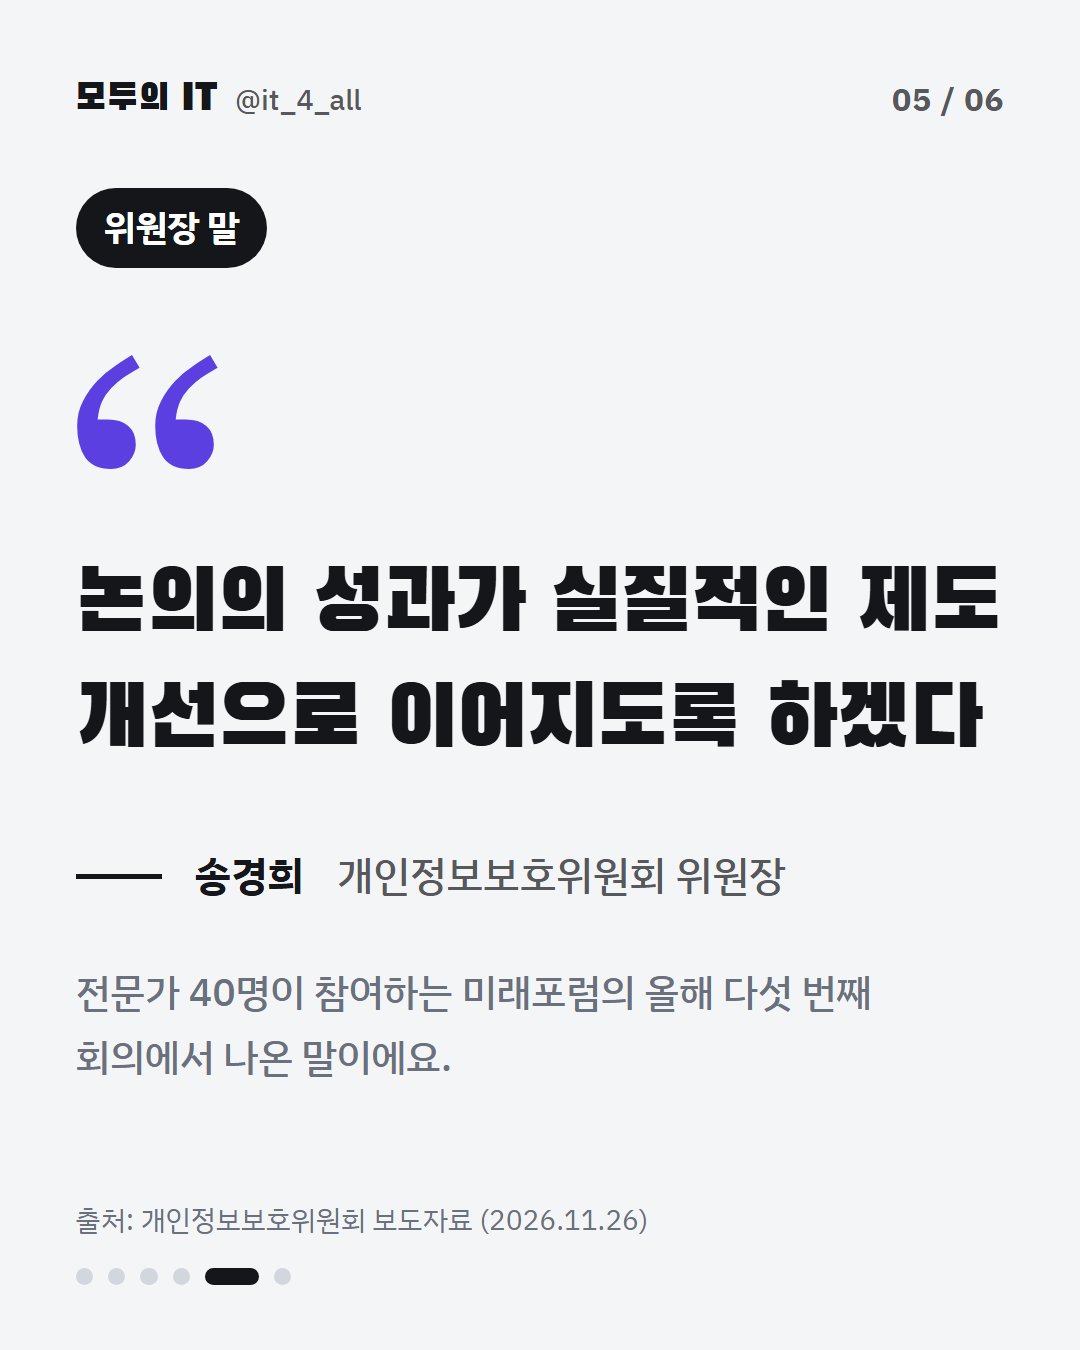 모두의 IT @it_4_all 05 / 06
위원장 말
“
논의의 성과가 실질적인 제도
개선으로 이어지도록 하겠다
— 송경희 개인정보보호위원회 위원장
전문가 40명이 참여하는 미래포럼의 올해 다섯 번째
회의에서 나온 말이에요.
출처: 개인정보보호위원회 보도자료 (2026.11.26)